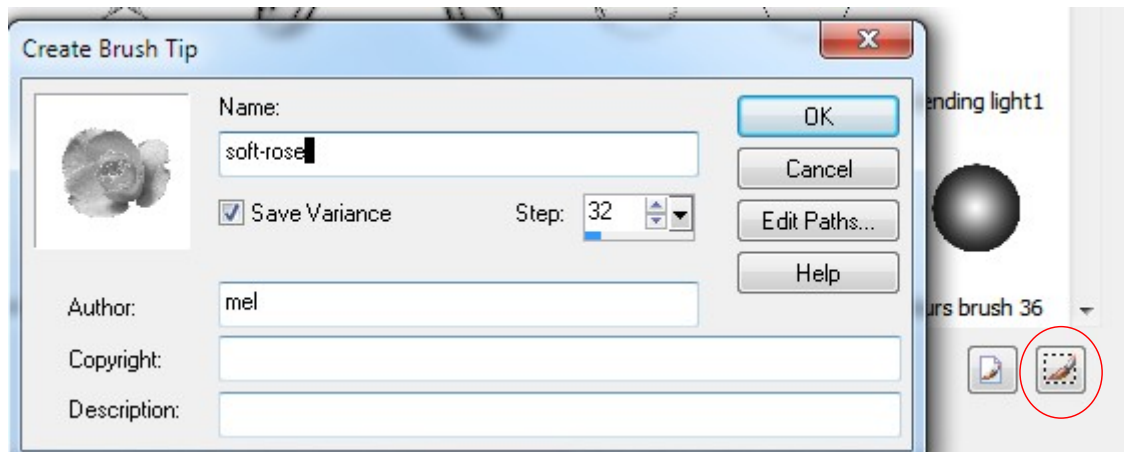 Create Brush Tip
Name:
OK
ending light1
soft-rose
Cancel
Save Variance
Step: 32
Edit Paths...
Help
Author: mel
urs brush 36
Copyright:
Description: